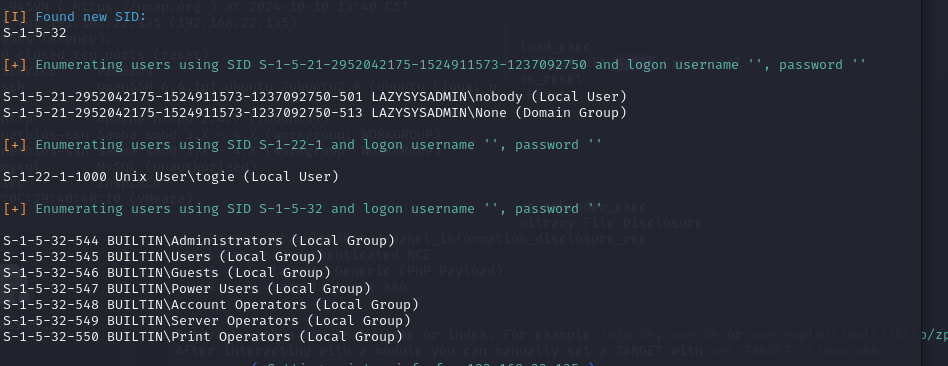 [I] Found new SID:
S-1-5-32
[+] Enumerating users using SID S-1-5-21-2952042175-1524911573-1237092750 and logon username '', password ''
S-1-5-21-2952042175-1524911573-1237092750-501 LAZYSYSADMIN\nobody (Local User)
S-1-5-21-2952042175-1524911573-1237092750-513 LAZYSYSADMIN\None (Domain Group)
[+] Enumerating users using SID S-1-22-1 and logon username '', password ''
S-1-22-1-1000 Unix User\togie (Local User)
[+] Enumerating users using SID S-1-5-32 and logon username '', password ''
S-1-5-32-544 BUILTIN\Administrators (Local Group)
S-1-5-32-545 BUILTIN\Users (Local Group)
S-1-5-32-546 BUILTIN\Guests (Local Group)
S-1-5-32-547 BUILTIN\Power Users (Local Group)
S-1-5-32-548 BUILTIN\Account Operators (Local Group)
S-1-5-32-549 BUILTIN\Server Operators (Local Group)
S-1-5-32-550 BUILTIN\Print Operators (Local Group)